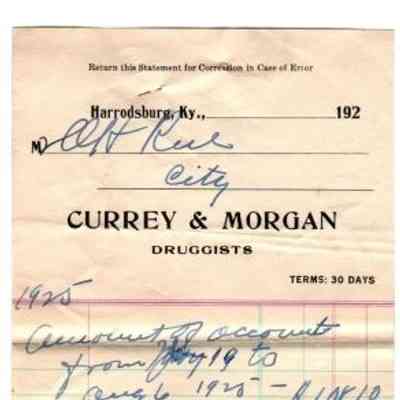 Return this Statement for Correction in Case of Error
Harrodsburg, Ky., 192
M
City
CURREY & MORGAN
DRUGGISTS
TERMS: 30 DAYS
1925
Amount of account
from 19 to
Aug 6 1925 -